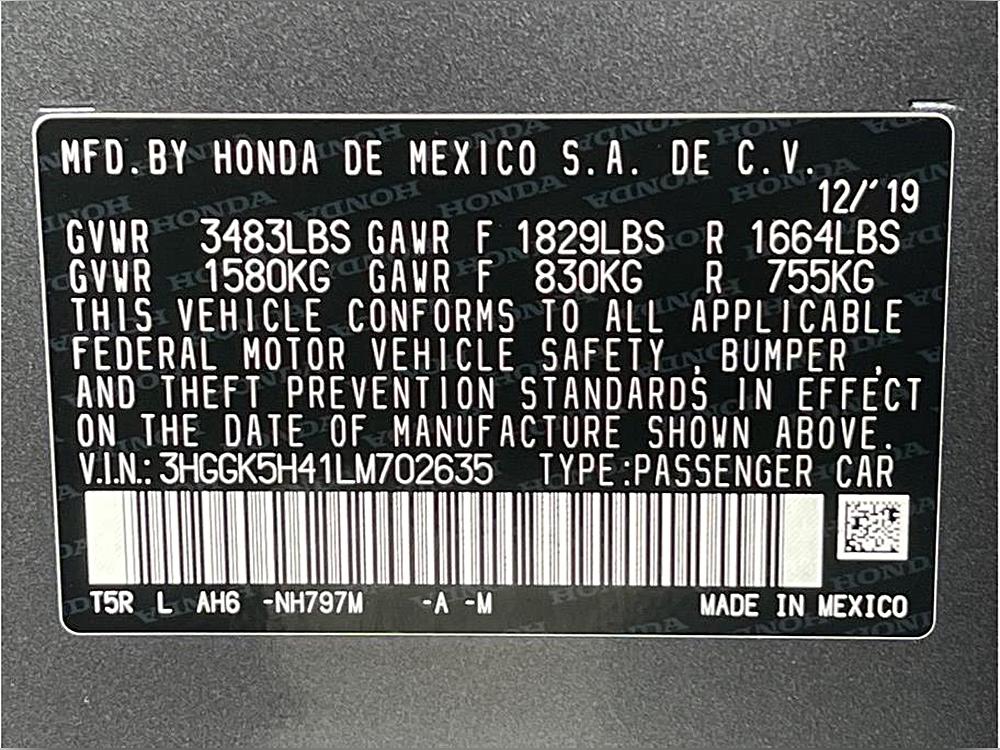 MFD. BY HONDA DE MEXICO S.A. DE C.V.
12/'19
GVWR 3483LBS GAWR F 1829LBS R 1664LBS
GVWR 1580KG GAWR F 830KG R 755KG
THIS VEHICLE CONFORMS TO ALL APPLICABLE
FEDERAL MOTOR VEHICLE SAFETY, BUMPER,
AND THEFT PREVENTION STANDARDS IN EFFECT
ON THE DATE OF MANUFACTURE SHOWN ABOVE.
V.I.N.: 3HGGK5H41LM702635 TYPE:PASSENGER CAR
T5R L AH6 -NH797M -A -M MADE IN MEXICO